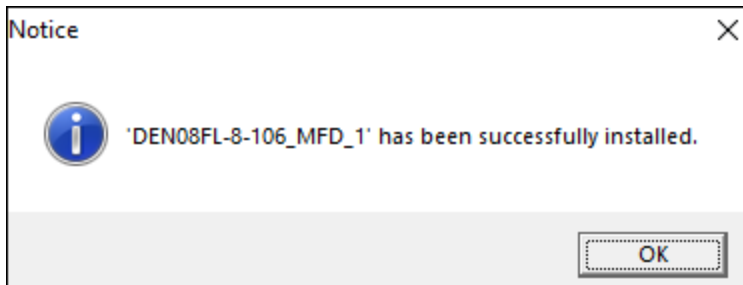 Notice
'DEN08FL-8-106_MFD_1' has been successfully installed.
OK